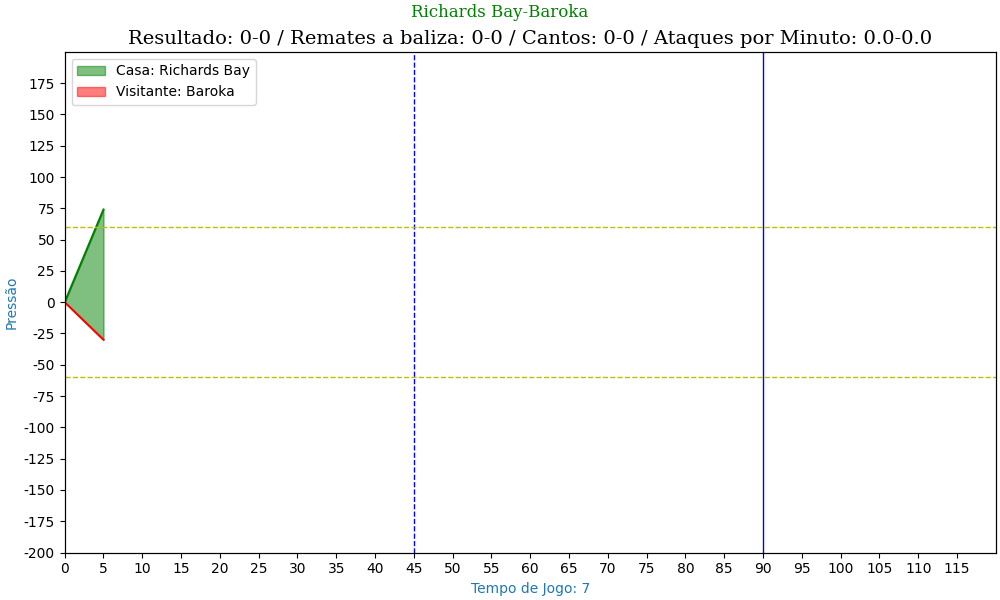 Richards Bay-Baroka
Resultado: 0-0 / Remates a baliza: 0-0 / Cantos: 0-0 / Ataques por Minuto: 0.0-0.0
Casa: Richards Bay
Visitante: Baroka
175
150
125
100
75
50
25
0
-25
-50
-75
-100
-125
-150
-175
-200
Pressão
0 5 10 15 20 25 30 35 40 45 50 55 60 65 70 75 80 85 90 95 100 105 110 115
Tempo de Jogo: 7